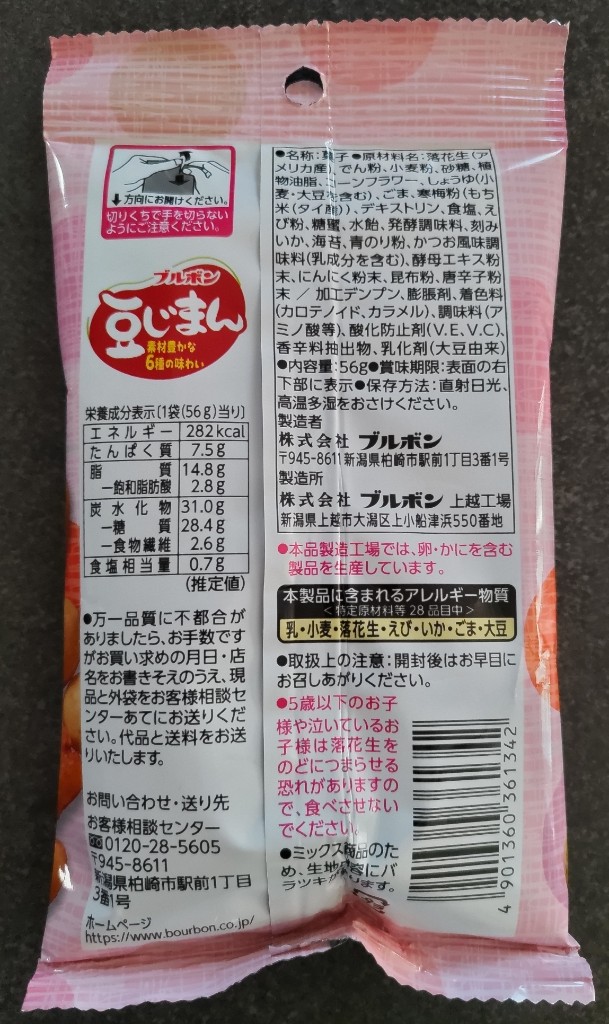 ↓方向にお開けください。
切りくちで手を切らない
ようにご注意ください。
ブルボン
豆じまん
素材豊かな
6種の味わい
栄養成分表示〔1袋(56g)当り〕
エネルギー 282kcal
たんぱく質 7.5g
脂質 14.8g
－飽和脂肪酸 2.8g
炭水化物 31.0g
－糖質 28.4g
－食物繊維 2.6g
食塩相当量 0.7g
(推定値)
●万一品質に不都合が
ありましたら、お手数です
がお買い求めの月日・店
名をお書きそえのうえ、現
品と外袋をお客様相談セ
ンターあてにお送りくだ
さい。代品と送料をお送
りいたします。
お問い合わせ・送り先
お客様相談センター
0120-28-5605
〒945-8611
新潟県柏崎市駅前1丁目
3番1号
ホームページ
https://www.bourbon.co.jp/
●名称:菓子●原材料名:落花生(ア
メリカ産)、でん粉、小麦粉、砂糖、植
物油脂、コーンフラワー、しょうゆ(小
麦・大豆を含む)、ごま、寒梅粉(もち
米(タイ産))、デキストリン、食塩、え
び粉、糖蜜、水飴、発酵調味料、刻み
いか、海苔、青のり粉、かつお風味調
味料(乳成分を含む)、酵母エキス粉
末、にんにく粉末、昆布粉、唐辛子粉
末 / 加工デンプン、膨脹剤、着色料
(カロテノイド、カラメル)、調味料(ア
ミノ酸等)、酸化防止剤(V.E、V.C)、
香辛料抽出物、乳化剤(大豆由来)
●内容量:56g●賞味期限:表面の右
下部に表示●保存方法:直射日光、
高温多湿をおさけください。
製造者
株式会社 ブルボン
〒945-8611 新潟県柏崎市駅前1丁目3番1号
製造所
株式会社 ブルボン 上越工場
新潟県上越市大潟区上小船津浜550番地
●本品製造工場では、卵・かにを含む
製品を生産しています。
本製品に含まれるアレルギー物質
<特定原材料等 28 品目中>
乳・小麦・落花生・えび・いか・ごま・大豆
●取扱上の注意:開封後はお早目に
お召しあがりください。
●5歳以下のお子
様や泣いているお
子様は落花生を
のどにつまらせる
恐れがありますの
で、食べさせない
でください。
●ミックス商品のた
め、生地内容にバ
ラツキがあります。
4 901360 361342